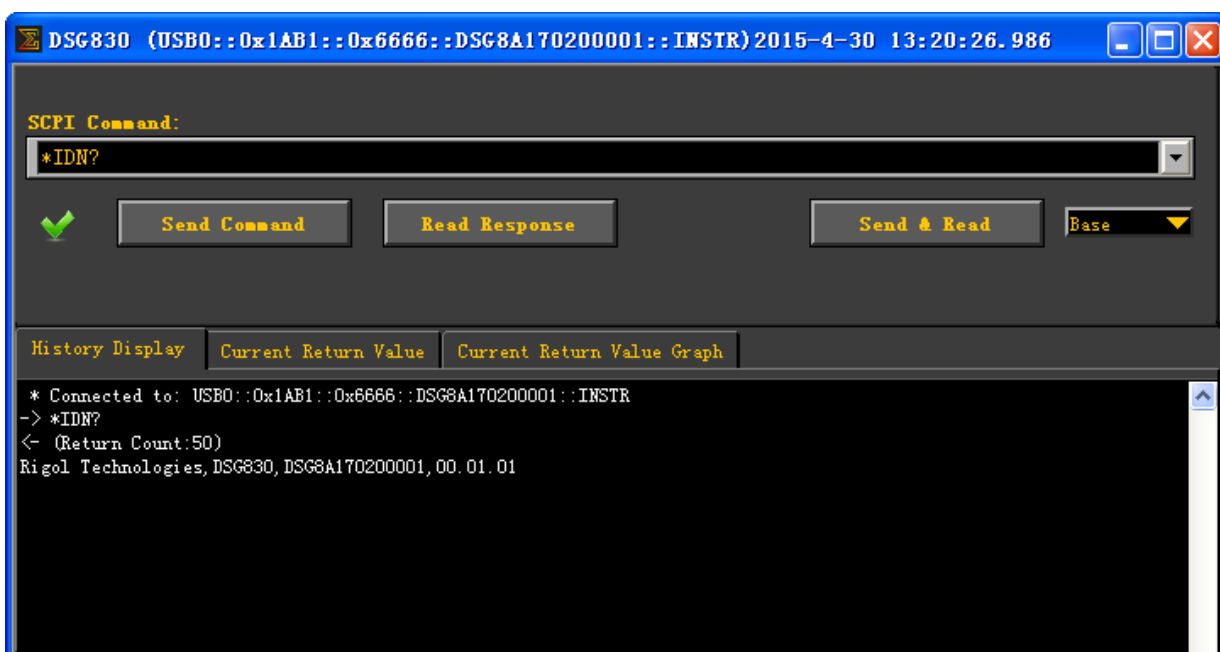 DSG830 (USB0::0x1AB1::0x6666::DSG8A170200001::INSTR)2015-4-30 13:20:26.986
SCPI Command:
*IDN?
Send Command Read Response Send & Read Base
History Display Current Return Value Current Return Value Graph
* Connected to: USB0::0x1AB1::0x6666::DSG8A170200001::INSTR
-> *IDN?
<- (Return Count:50)
Rigol Technologies,DSG830,DSG8A170200001,00.01.01